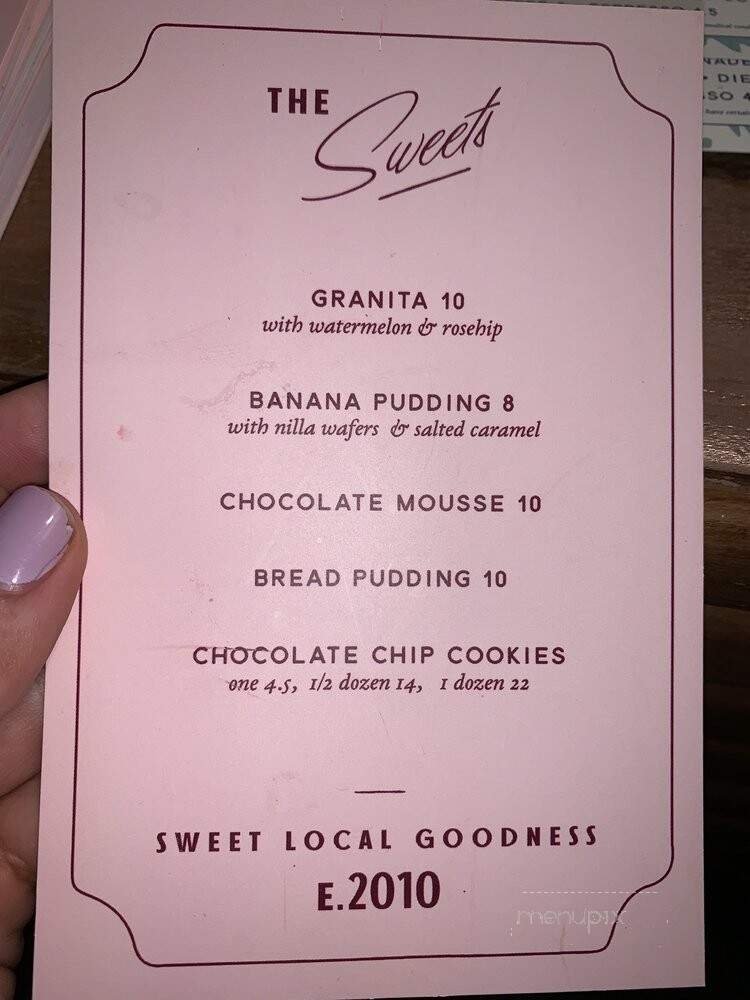 THE
Sweets
GRANITA 10
with watermelon & rosehip
BANANA PUDDING 8
with nilla wafers & salted caramel
CHOCOLATE MOUSSE 10
BREAD PUDDING 10
CHOCOLATE CHIP COOKIES
one 4.5, 1/2 dozen 14, 1 dozen 22
SWEET LOCAL GOODNESS
E.2010
menupix